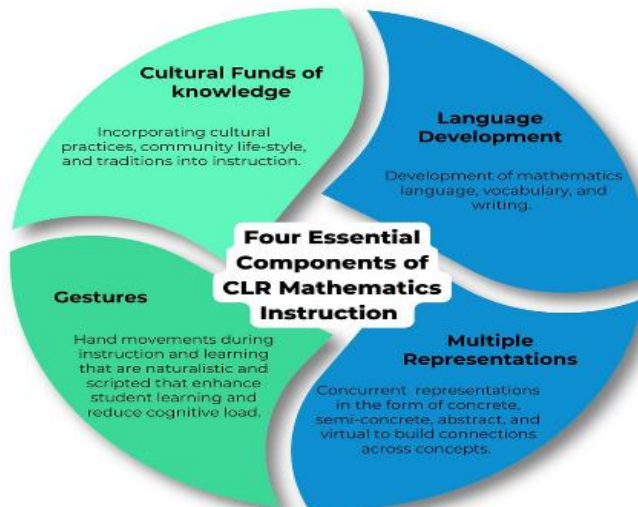 Cultural Funds of
knowledge
Incorporating cultural
practices, community life-style,
and traditions into instruction.
Language
Development
Development of mathematics
language, vocabulary, and
writing.
Four Essential
Components of
CLR Mathematics
Instruction
Gestures
Hand movements during
instruction and learning
that are naturalistic and
scripted that enhance
student learning and
reduce cognitive load.
Multiple
Representations
Concurrent representations
in the form of concrete,
semi-concrete, abstract, and
virtual to build connections
across concepts.